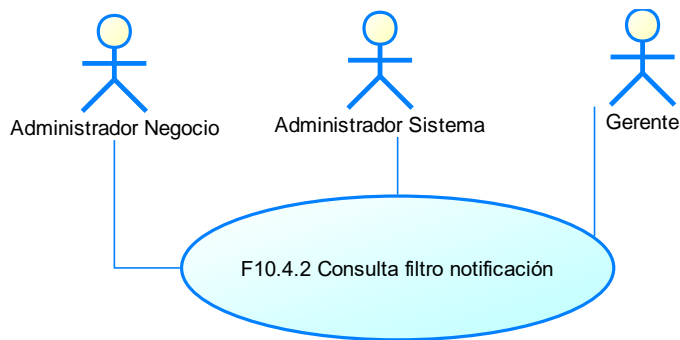 Administrador Negocio
Administrador Sistema
Gerente
F10.4.2 Consulta filtro notificación